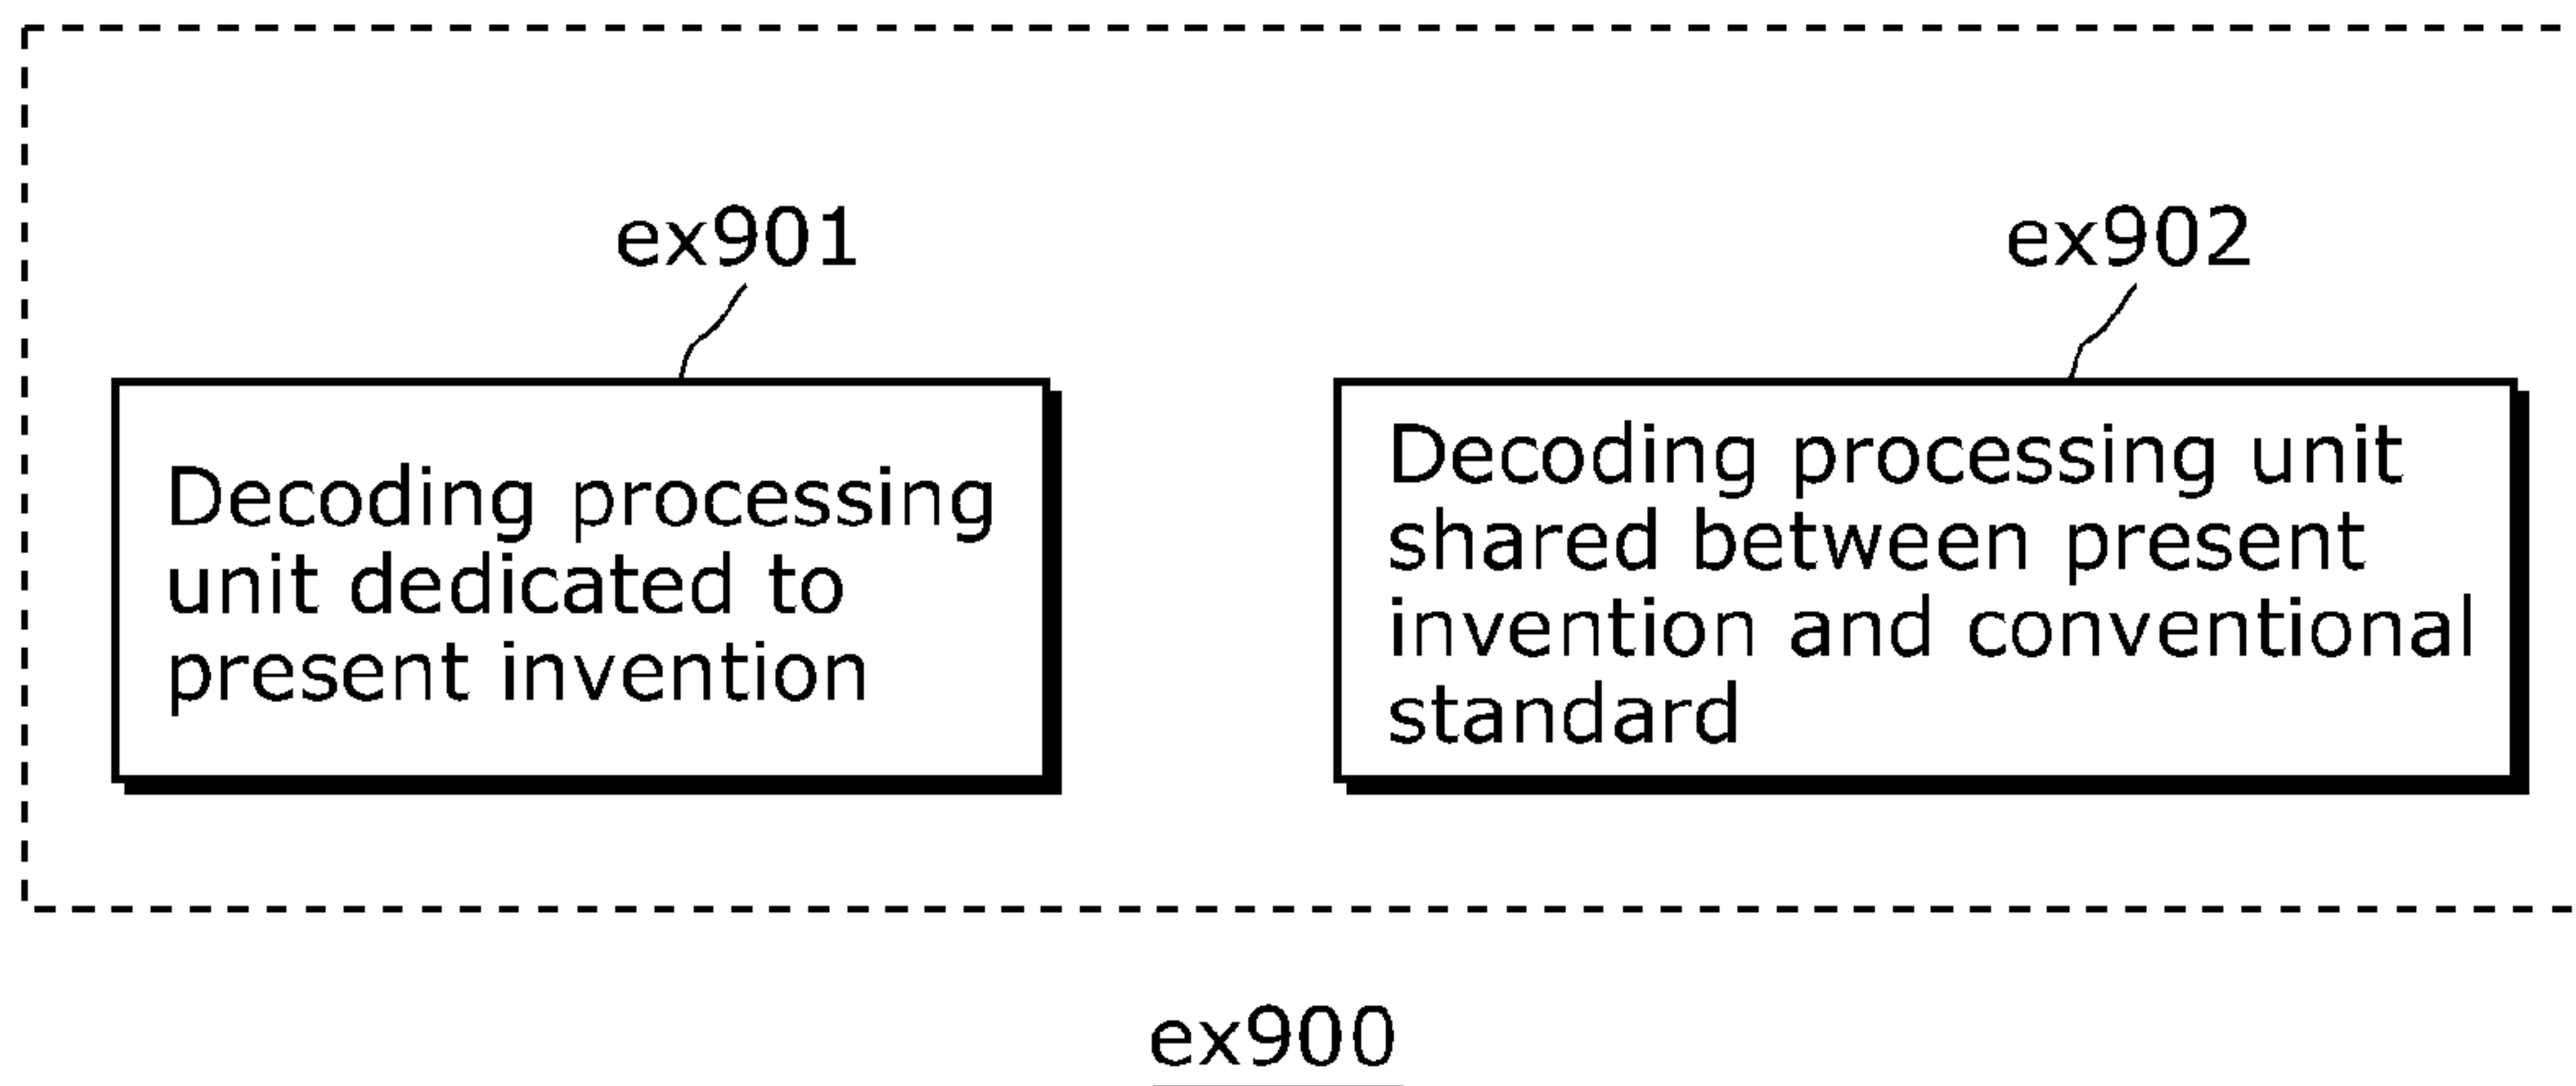 ex901
ex902
Decoding processing
unit dedicated to
present invention
Decoding processing unit
shared between present
invention and conventional
standard
ex900